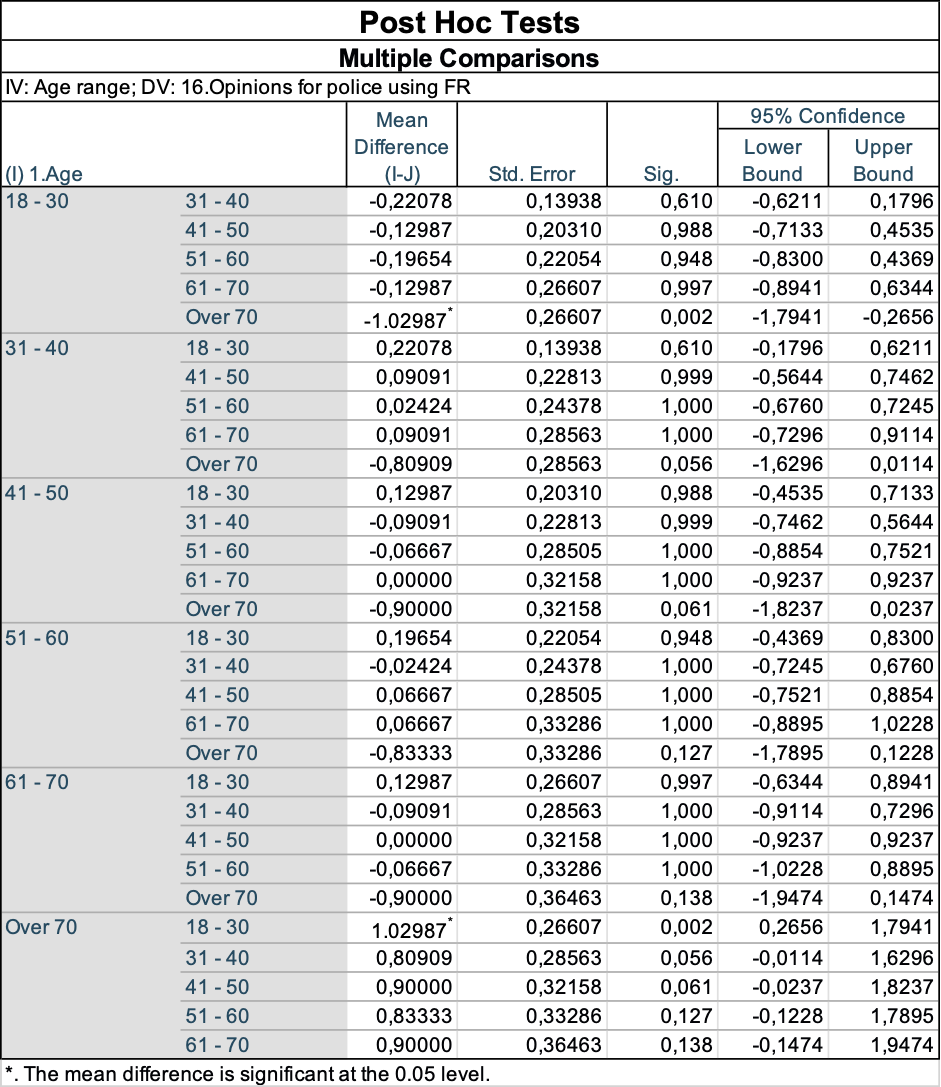 Post Hoc Tests
Multiple Comparisons
IV: Age range; DV: 16.Opinions for police using FR
(I) 1.Age Mean Difference (I-J) Std. Error Sig. 95% Confidence Lower Bound Upper Bound
18 - 30 31 - 40 -0,22078 0,13938 0,610 -0,6211 0,1796
41 - 50 -0,12987 0,20310 0,988 -0,7133 0,4535
51 - 60 -0,19654 0,22054 0,948 -0,8300 0,4369
61 - 70 -0,12987 0,26607 0,997 -0,8941 0,6344
Over 70 -1.02987* 0,26607 0,002 -1,7941 -0,2656
31 - 40 18 - 30 0,22078 0,13938 0,610 -0,1796 0,6211
41 - 50 0,09091 0,22813 0,999 -0,5644 0,7462
51 - 60 0,02424 0,24378 1,000 -0,6760 0,7245
61 - 70 0,09091 0,28563 1,000 -0,7296 0,9114
Over 70 -0,80909 0,28563 0,056 -1,6296 0,0114
41 - 50 18 - 30 0,12987 0,20310 0,988 -0,4535 0,7133
31 - 40 -0,09091 0,22813 0,999 -0,7462 0,5644
51 - 60 -0,06667 0,28505 1,000 -0,8854 0,7521
61 - 70 0,00000 0,32158 1,000 -0,9237 0,9237
Over 70 -0,90000 0,32158 0,061 -1,8237 0,0237
51 - 60 18 - 30 0,19654 0,22054 0,948 -0,4369 0,8300
31 - 40 -0,02424 0,24378 1,000 -0,7245 0,6760
41 - 50 0,06667 0,28505 1,000 -0,7521 0,8854
61 - 70 0,06667 0,33286 1,000 -0,8895 1,0228
Over 70 -0,83333 0,33286 0,127 -1,7895 0,1228
61 - 70 18 - 30 0,12987 0,26607 0,997 -0,6344 0,8941
31 - 40 -0,09091 0,28563 1,000 -0,9114 0,7296
41 - 50 0,00000 0,32158 1,000 -0,9237 0,9237
51 - 60 -0,06667 0,33286 1,000 -1,0228 0,8895
Over 70 -0,90000 0,36463 0,138 -1,9474 0,1474
Over 70 18 - 30 1.02987* 0,26607 0,002 0,2656 1,7941
31 - 40 0,80909 0,28563 0,056 -0,0114 1,6296
41 - 50 0,90000 0,32158 0,061 -0,0237 1,8237
51 - 60 0,83333 0,33286 0,127 -0,1228 1,7895
61 - 70 0,90000 0,36463 0,138 -0,1474 1,9474
*. The mean difference is significant at the 0.05 level.